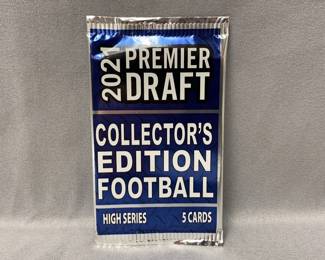 2021 PREMIER
DRAFT
COLLECTOR'S
EDITION
FOOTBALL
HIGH SERIES 5 CARDS